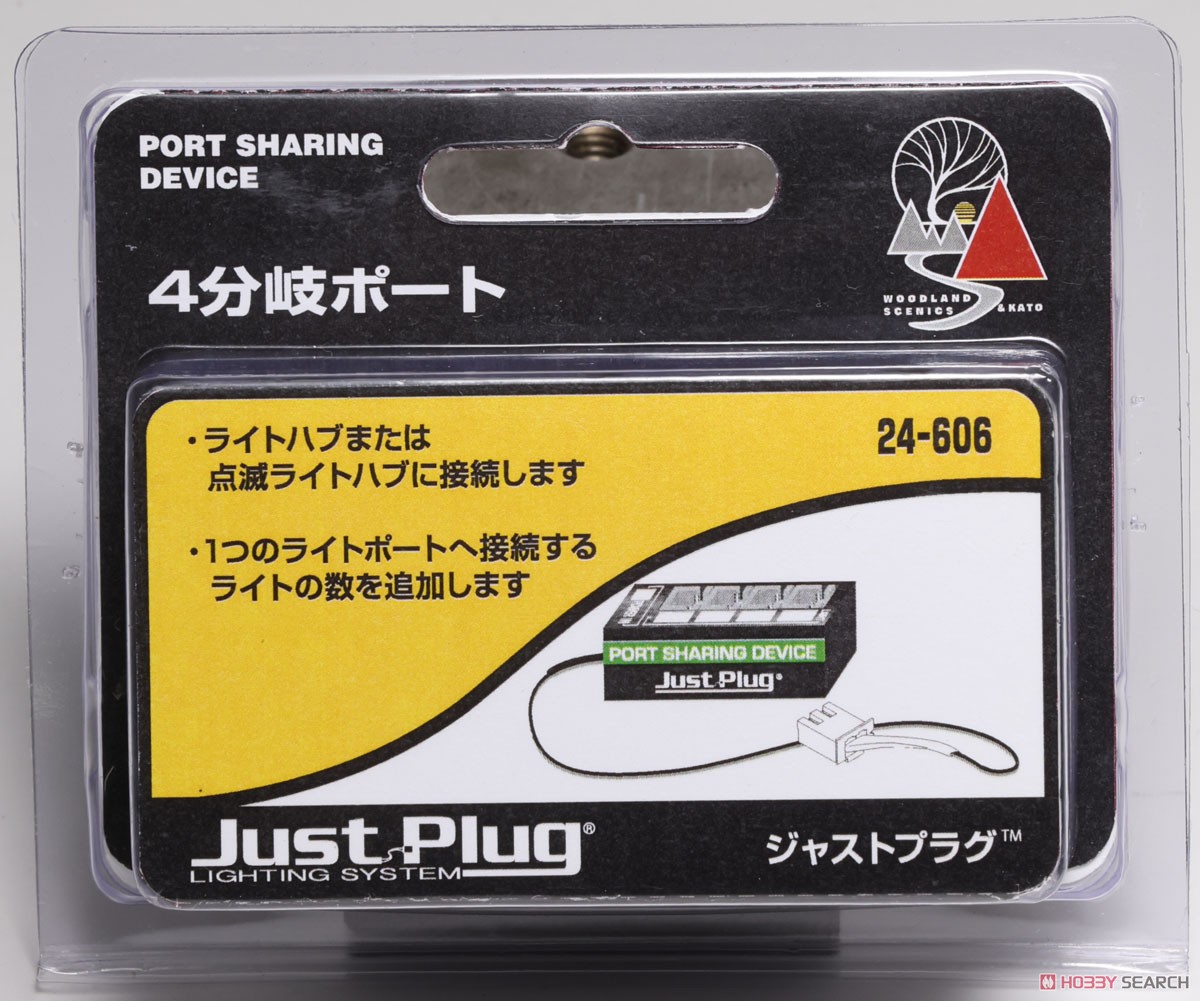 PORT SHARING
DEVICE
4分岐ポート
WOODLAND
SCENICS
& KATO
・ライトハブまたは
点滅ライトハブに接続します
24-606
・1つのライトポートへ接続する
ライトの数を追加します
PORT SHARING DEVICE
Just Plug®
Just Plug®
LIGHTING SYSTEM
ジャストプラグ™
HOBBY SEARCH